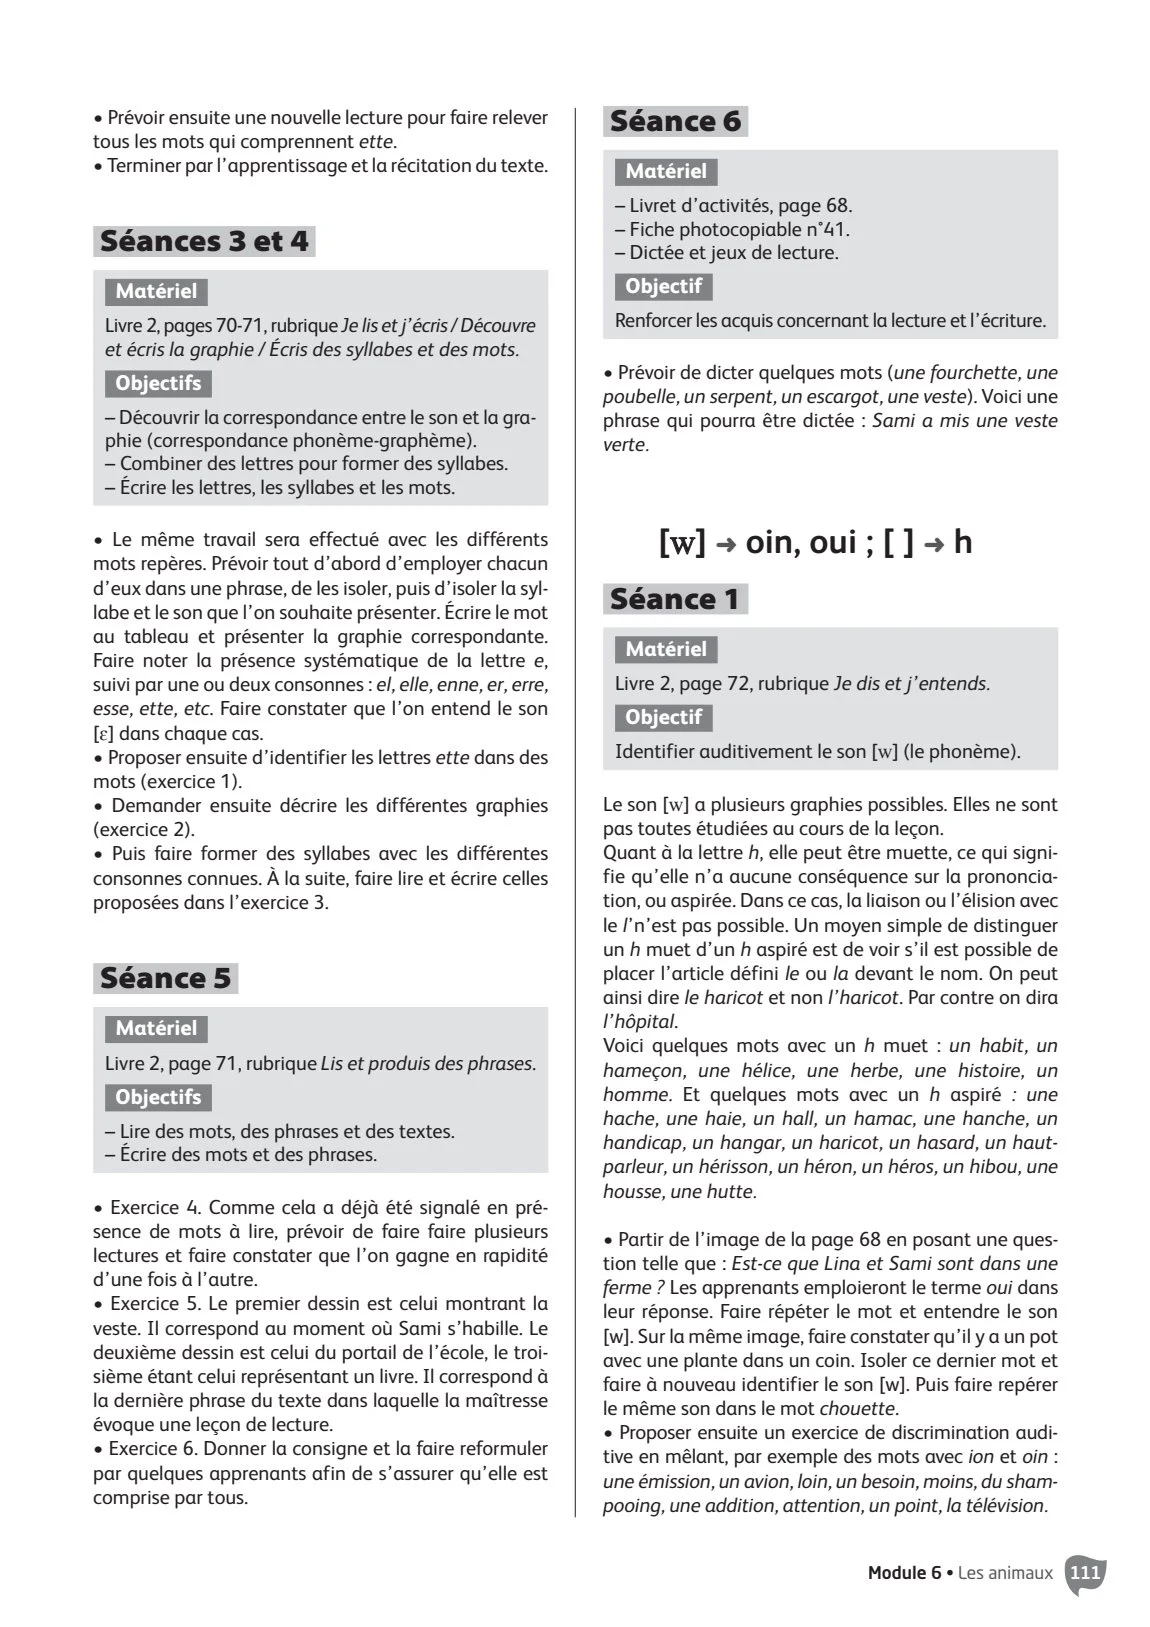 • Prévoir ensuite une nouvelle lecture pour faire relever
tous les mots qui comprennent ette.
• Terminer par l'apprentissage et la récitation du texte.
Séances 3 et 4
Matériel
Livre 2, pages 70-71, rubrique Je lis et j'écris / Découvre
et écris la graphie / Écris des syllabes et des mots.
Objectifs
– Découvrir la correspondance entre le son et la gra-
phie (correspondance phonème-graphème).
– Combiner des lettres pour former des syllabes.
– Écrire les lettres, les syllabes et les mots.
• Le même travail sera effectué avec les différents
mots repères. Prévoir tout d'abord d'employer chacun
d'eux dans une phrase, de les isoler, puis d'isoler la syl-
labe et le son que l'on souhaite présenter. Écrire le mot
au tableau et présenter la graphie correspondante.
Faire noter la présence systématique de la lettre e,
suivi par une ou deux consonnes : el, elle, enne, er, erre,
esse, ette, etc. Faire constater que l'on entend le son
[ɛ] dans chaque cas.
• Proposer ensuite d'identifier les lettres ette dans des
mots (exercice 1).
• Demander ensuite décrire les différentes graphies
(exercice 2).
• Puis faire former des syllabes avec les différentes
consonnes connues. À la suite, faire lire et écrire celles
proposées dans l'exercice 3.
Séance 5
Matériel
Livre 2, page 71, rubrique Lis et produis des phrases.
Objectifs
– Lire des mots, des phrases et des textes.
– Écrire des mots et des phrases.
• Exercice 4. Comme cela a déjà été signalé en pré-
sence de mots à lire, prévoir de faire faire plusieurs
lectures et faire constater que l'on gagne en rapidité
d'une fois à l'autre.
• Exercice 5. Le premier dessin est celui montrant la
veste. Il correspond au moment où Sami s'habille. Le
deuxième dessin est celui du portail de l'école, le troi-
sième étant celui représentant un livre. Il correspond à
la dernière phrase du texte dans laquelle la maîtresse
évoque une leçon de lecture.
• Exercice 6. Donner la consigne et la faire reformuler
par quelques apprenants afin de s'assurer qu'elle est
comprise par tous.
Séance 6
Matériel
– Livret d'activités, page 68.
– Fiche photocopiable n°41.
– Dictée et jeux de lecture.
Objectif
Renforcer les acquis concernant la lecture et l'écriture.
• Prévoir de dicter quelques mots (une fourchette, une
poubelle, un serpent, un escargot, une veste). Voici une
phrase qui pourra être dictée : Sami a mis une veste
verte.
[w] ➜ oin, oui ; [ ] ➜ h
Séance 1
Matériel
Livre 2, page 72, rubrique Je dis et j'entends.
Objectif
Identifier auditivement le son [w] (le phonème).
Le son [w] a plusieurs graphies possibles. Elles ne sont
pas toutes étudiées au cours de la leçon.
Quant à la lettre h, elle peut être muette, ce qui signi-
fie qu'elle n'a aucune conséquence sur la prononcia-
tion, ou aspirée. Dans ce cas, la liaison ou l'élision avec
le l' n'est pas possible. Un moyen simple de distinguer
un h muet d'un h aspiré est de voir s'il est possible de
placer l'article défini le ou la devant le nom. On peut
ainsi dire le haricot et non l'haricot. Par contre on dira
l'hôpital.
Voici quelques mots avec un h muet : un habit, un
hameçon, une hélice, une herbe, une histoire, un
homme. Et quelques mots avec un h aspiré : une
hache, une haie, un hall, un hamac, une hanche, un
handicap, un hangar, un haricot, un hasard, un haut-
parleur, un hérisson, un héron, un héros, un hibou, une
housse, une hutte.
• Partir de l'image de la page 68 en posant une ques-
tion telle que : Est-ce que Lina et Sami sont dans une
ferme ? Les apprenants emploieront le terme oui dans
leur réponse. Faire répéter le mot et entendre le son
[w]. Sur la même image, faire constater qu'il y a un pot
avec une plante dans un coin. Isoler ce dernier mot et
faire à nouveau identifier le son [w]. Puis faire repérer
le même son dans le mot chouette.
• Proposer ensuite un exercice de discrimination audi-
tive en mêlant, par exemple des mots avec ion et oin :
une émission, un avion, loin, un besoin, moins, du sham-
pooing, une addition, attention, un point, la télévision.
Module 6 • Les animaux 111